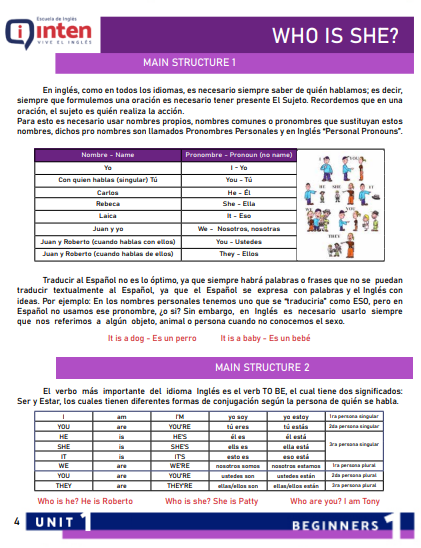 Escuela de Inglés
inten
VIVE EL INGLÉS
WHO IS SHE?
MAIN STRUCTURE 1
En inglés, como en todos los idiomas, es necesario siempre saber de quién hablamos; es decir,
siempre que formulemos una oración es necesario tener presente El Sujeto. Recordemos que en una
oración, el sujeto es quién realiza la acción.
Para esto es necesario usar nombres propios, nombres comunes o pronombres que sustituyan estos
nombres, dichos pro nombres son llamados Pronombres Personales y en Inglés “Personal Pronouns”.
Nombre - Name Pronombre - Pronoun (no name)
Yo I - Yo
Con quien hablas (singular) Tú You - Tú
Carlos He - Él
Rebeca She - Ella
Laica It - Eso
Juan y yo We - Nosotros, nosotras
Juan y Roberto (cuando hablas con ellos) You - Ustedes
Juan y Roberto (cuando hablas de ellos) They - Ellos
I YOU
HE SHE IT
WE YOU
THEY
Traducir al Español no es lo óptimo, ya que siempre habrá palabras o frases que no se puedan
traducir textualmente al Español, ya que el Español se expresa con palabras y el Inglés con
ideas. Por ejemplo: En los nombres personales tenemos uno que se “traduciría” como ESO, pero en
Español no usamos ese pronombre, ¿o si? Sin embargo, en Inglés es necesario usarlo siempre
que nos referimos a algún objeto, animal o persona cuando no conocemos el sexo.
It is a dog - Es un perro It is a baby - Es un bebé
MAIN STRUCTURE 2
El verbo más importante del idioma Inglés es el verb TO BE, el cual tiene dos significados:
Ser y Estar, los cuales tienen diferentes formas de conjugación según la persona de quién se habla.
I am I'M yo soy yo estoy 1ra persona singular
YOU are YOU'RE tú eres tú estás 2da persona singular
HE is HE'S él es él está
SHE is SHE'S ella es ella está 3ra persona singular
IT is IT'S esto es eso está
WE are WE'RE nosotros somos nosotros estamos 1ra persona plural
YOU are YOU'RE ustedes son ustedes están 2da persona plural
THEY are THEY'RE ellas/ellos son ellas/ellos están 3ra persona plural
Who is he? He is Roberto Who is she? She is Patty Who are you? I am Tony
4 UNIT 1 BEGINNERS 1